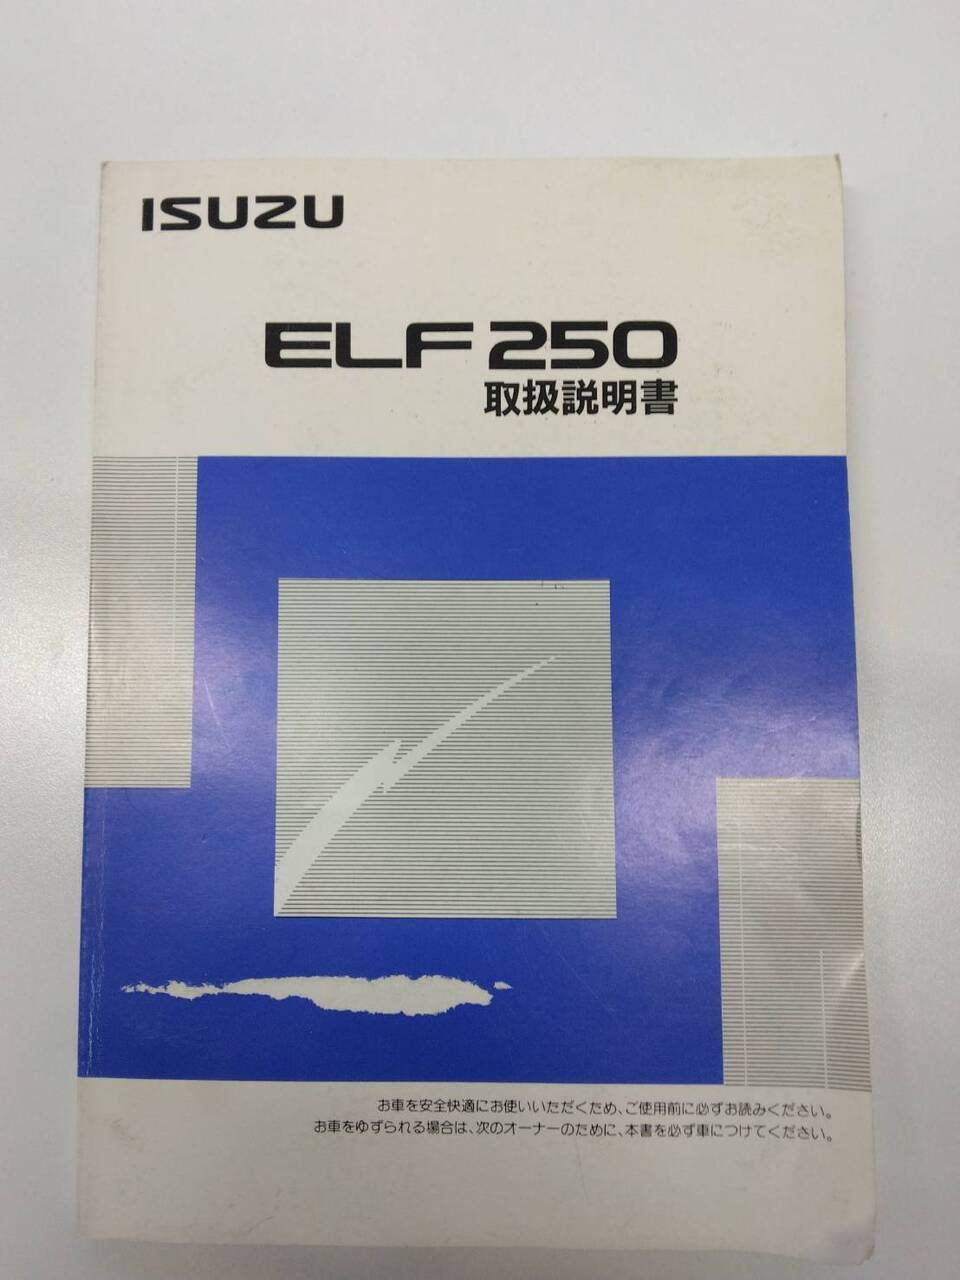 ISUZU
ELF 250
取扱説明書
お車を安全快適にお使いいただくため、ご使用前に必ずお読みください。
お車をゆずられる場合は、次のオーナーのために、本書を必ず車につけてください。